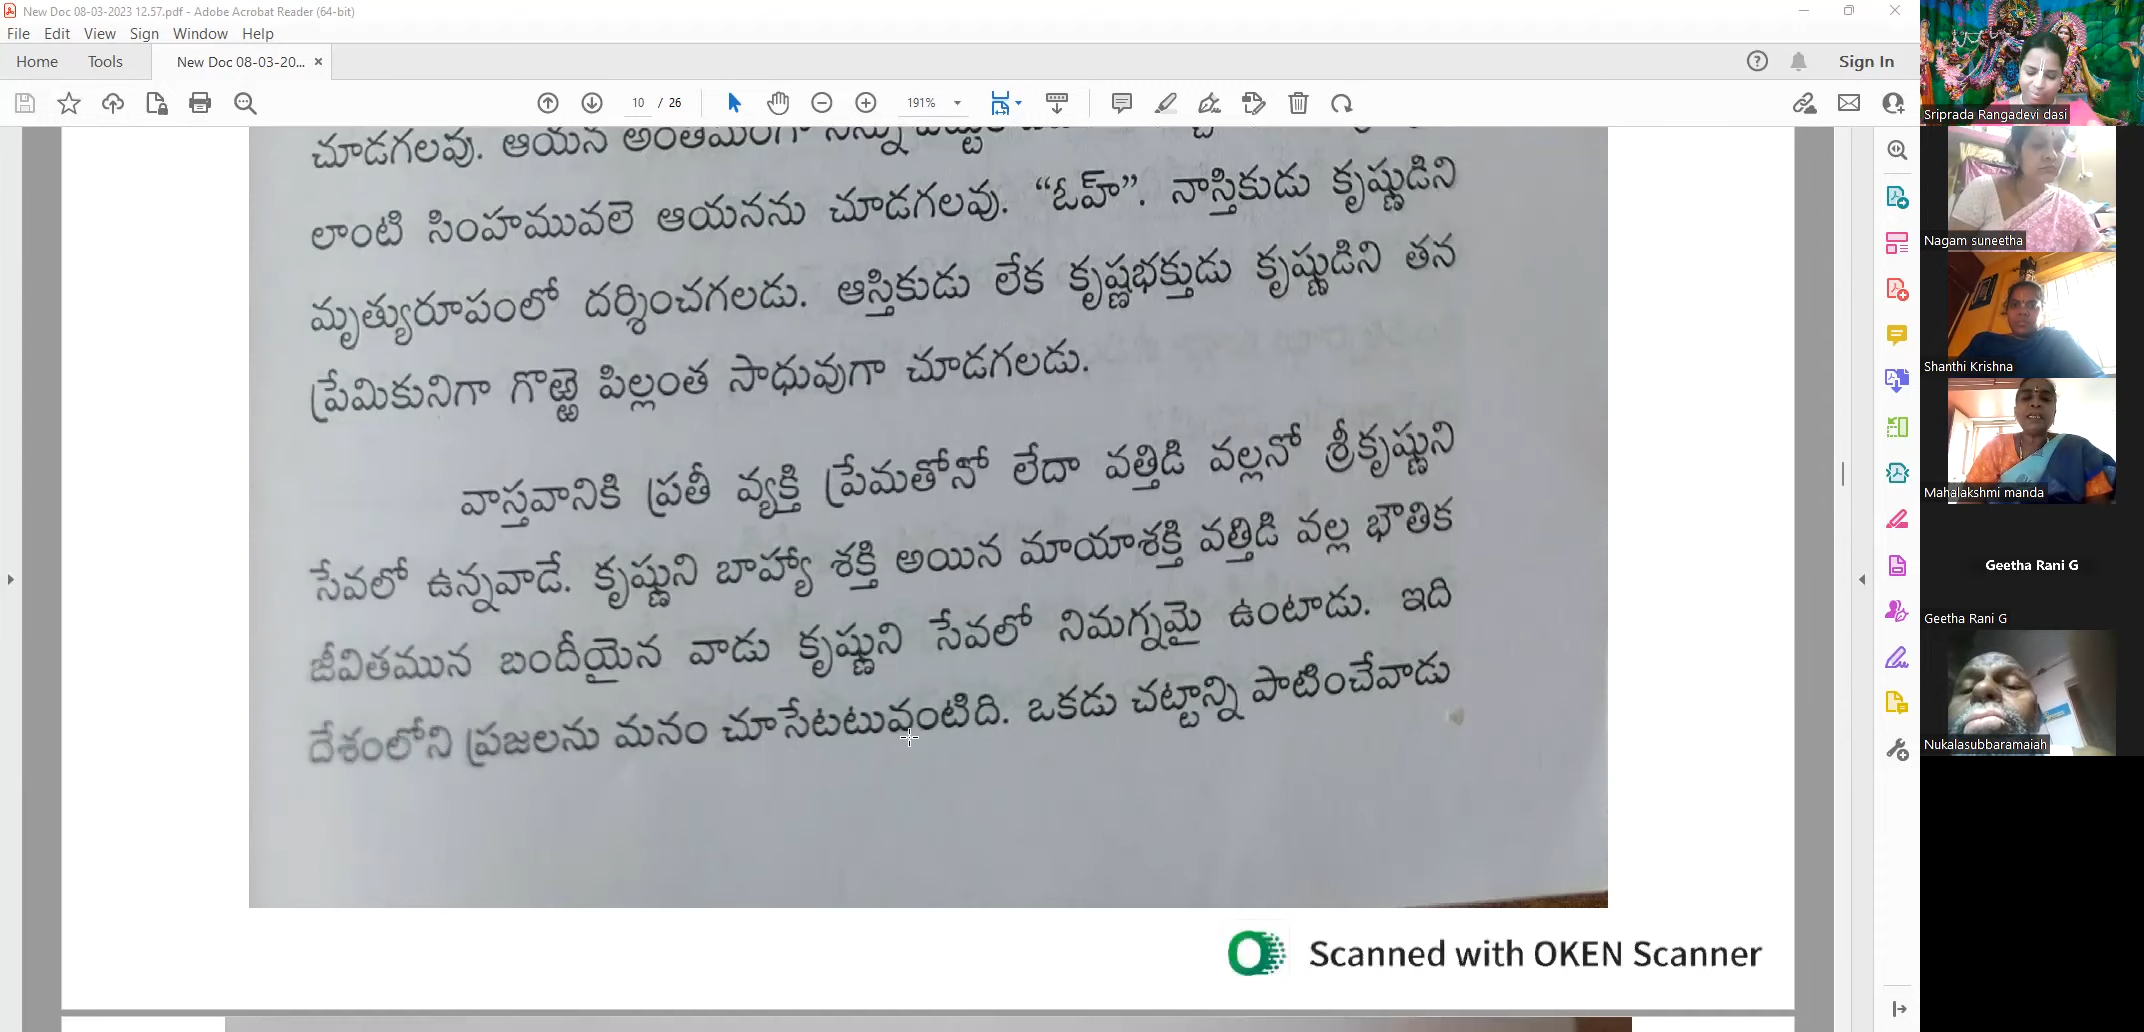 New Doc 08-03-2023 12.57.pdf - Adobe Acrobat Reader (64-bit)
File Edit View Sign Window Help
Home Tools New Doc 08-03-20... × Sign In
10 / 26 191%
చూడగలవు. ఆయన అంతిమంగా నిన్ను
లాంటి సింహమువలె ఆయనను చూడగలవు. “ఓహ్”. నాస్తికుడు కృష్ణుడిని
మృత్యురూపంలో దర్శించగలడు. ఆస్తికుడు లేక కృష్ణభక్తుడు కృష్ణుడిని తన
ప్రేమికునిగా గొఱ్ఱె పిల్లంత సాధువుగా చూడగలడు.
వాస్తవానికి ప్రతీ వ్యక్తి ప్రేమతోనో లేదా వత్తిడి వల్లనో శ్రీకృష్ణుని
సేవలో ఉన్నవాడే. కృష్ణుని బాహ్యా శక్తి అయిన మాయాశక్తి వత్తిడి వల్ల భౌతిక
జీవితమున బందీయైన వాడు కృష్ణుని సేవలో నిమగ్నమై ఉంటాడు. ఇది
దేశంలోని ప్రజలను మనం చూసేటటువంటిది. ఒకడు చట్టాన్ని పాటించేవాడు
Scanned with OKEN Scanner
Sriprada Rangadevi dasi
Nagam suneetha
Shanthi Krishna
Mahalakshmi manda
Geetha Rani G
Geetha Rani G
Nukalasubbaramaiah